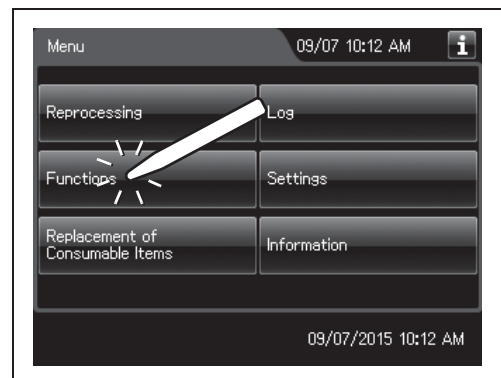 Menu
09/07 10:12 AM
i
Reprocessing
Log
Functions
Settings
Replacement of
Consumable Items
Information
09/07/2015 10:12 AM